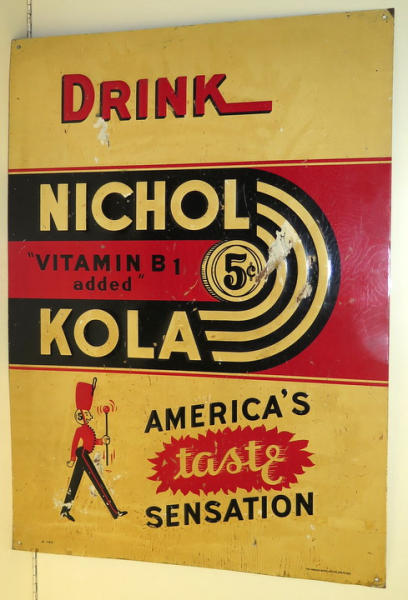 DRINK
NICHOL
5¢
"VITAMIN B1
added"
KOLA
AMERICA'S
taste
SENSATION